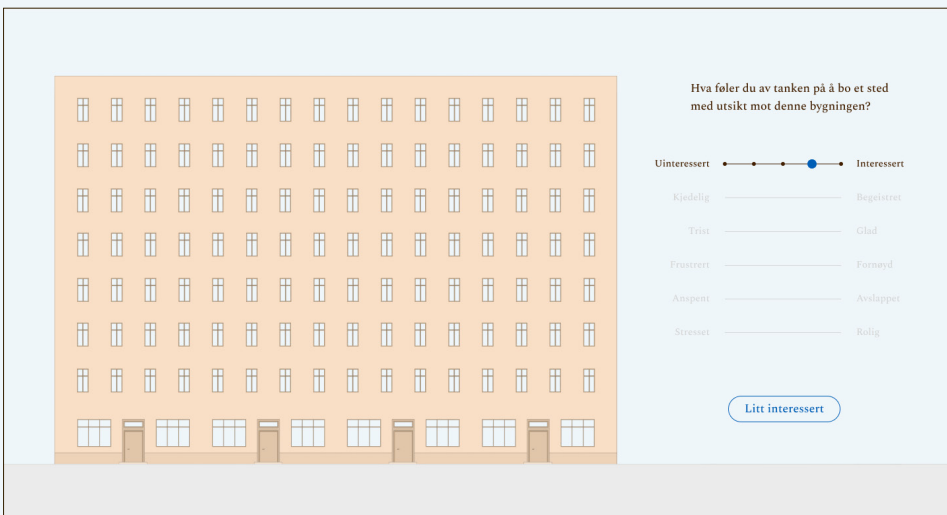 Hva føler du av tanken på å bo et sted
med utsikt mot denne bygningen?
Uinteressert Interessert
Kjedelig Begeistret
Trist Glad
Frustrert Fornøyd
Anspent Avslappet
Stresset Rolig
Litt interessert